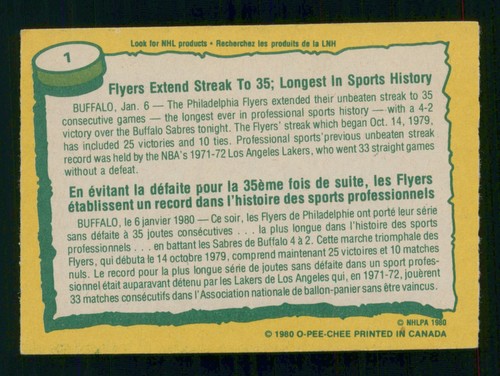 Look for NHL products • Recherchez les produits de la LNH
1
Flyers Extend Streak To 35; Longest In Sports History
BUFFALO, Jan. 6 — The Philadelphia Flyers extended their unbeaten streak to 35
consecutive games — the longest ever in professional sports history — with a 4-2
victory over the Buffalo Sabres tonight. The Flyers' streak which began Oct. 14, 1979,
has included 25 victories and 10 ties. Professional sports' previous unbeaten streak
record was held by the NBA's 1971-72 Los Angeles Lakers, who went 33 straight games
without a defeat.
En évitant la défaite pour la 35ème fois de suite, les Flyers
établissent un record dans l'histoire des sports professionnels
BUFFALO, le 6 janvier 1980 — Ce soir, les Flyers de Philadelphie ont porté leur série
sans défaite à 35 joutes consécutives . . . la plus longue dans l'histoire des sports
professionnels . . . en battant les Sabres de Buffalo 4 à 2. Cette marche triomphale des
Flyers, qui débuta le 14 octobre 1979, comprend maintenant 25 victoires et 10 matches
nuls. Le record pour la plus longue série de joutes sans défaite dans un sport profes-
sionnel était auparavant détenu par les Lakers de Los Angeles qui, en 1971-72, jouèrent
33 matches consécutifs dans l'Association nationale de ballon-panier sans être vaincus.
© NHLPA 1980
© 1980 O-PEE-CHEE PRINTED IN CANADA